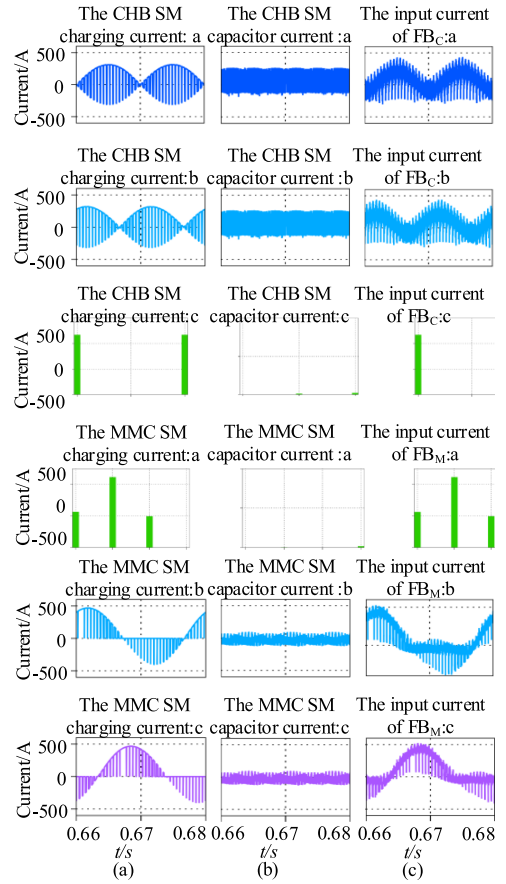 The CHB SM
charging current: a
The CHB SM
capacitor current :a
The input current
of FBC:a
Current/A
500
0
-500
The CHB SM
charging current:b
The CHB SM
capacitor current :b
The input current
of FBC:b
Current/A
500
0
-500
The CHB SM
charging current:c
The CHB SM
capacitor current:c
The input current
of FBC:c
Current/A
500
0
-500
The MMC SM
charging current:a
The MMC SM
capacitor current :a
The input current
of FBM:a
Current/A
500
0
-500
The MMC SM
charging current:b
The MMC SM
capacitor current :b
The input current
of FBM:b
Current/A
500
0
-500
The MMC SM
charging current:c
The MMC SM
capacitor current:c
The input current
of FBM:c
Current/A
500
0
-500
0.66 0.67 0.68
0.66 0.67 0.68
0.66 0.67 0.68
t/s
t/s
t/s
(a)
(b)
(c)